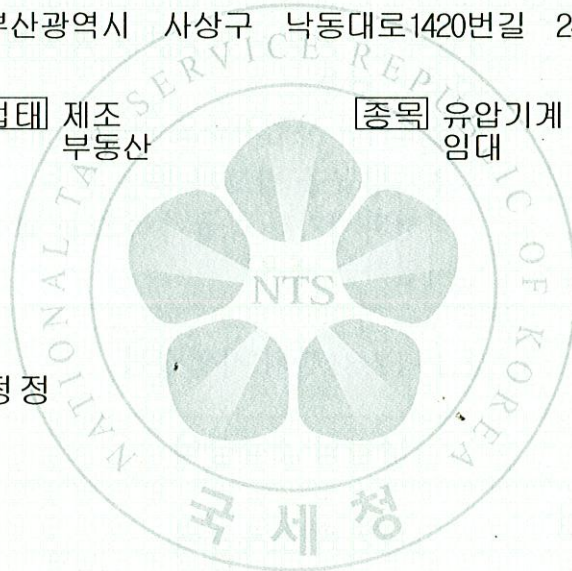 부산광역시 사상구 낙동대로1420번길 2
업태 제조 종목 유압기계
부동산 임대
정정
NATIONAL TAX SERVICE REPUBLIC OF KOREA
NTS
국세청